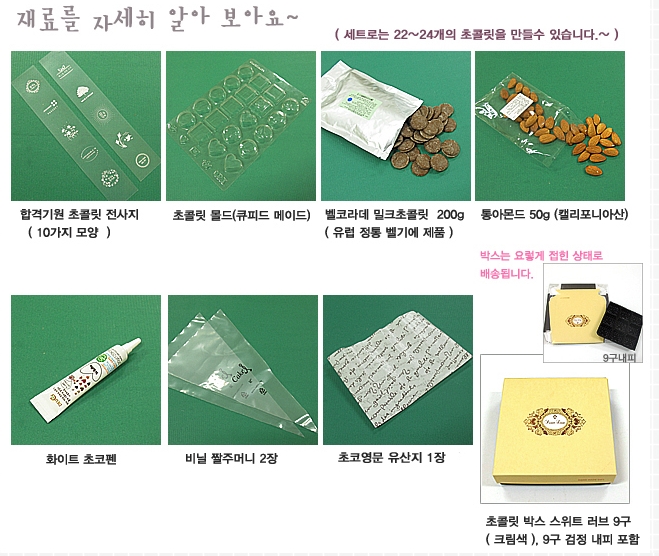 재료를 자세히 알아 보아요~
( 세트로는 22~24개의 초콜릿을 만들수 있습니다.~ )
합격기원 초콜릿 전사지
( 10가지 모양 )
초콜릿 몰드(큐피드 메이드)
벨코라데 밀크초콜릿 200g
( 유럽 정통 벨기에 제품 )
통아몬드 50g (캘리포니아산)
박스는 요렇게 접힌 상태로
배송됩니다.
9구내피
화이트 초코펜
비닐 짤주머니 2장
초코영문 유산지 1장
초콜릿 박스 스위트 러브 9구
( 크림색 ), 9구 검정 내피 포함